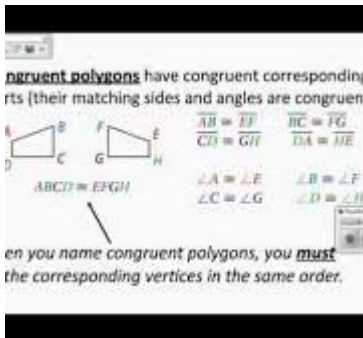 ngruent polygons have congruent corresponding
rts (their matching sides and angles are congruen
AB ≅ EF BC ≅ FG
CD ≅ GH DA ≅ HE
A B F E
D C G H
ABCD ≅ EFGH
∠A ≅ ∠E ∠B ≅ ∠F
∠C ≅ ∠G ∠D ≅ ∠H
en you name congruent polygons, you must
the corresponding vertices in the same order.